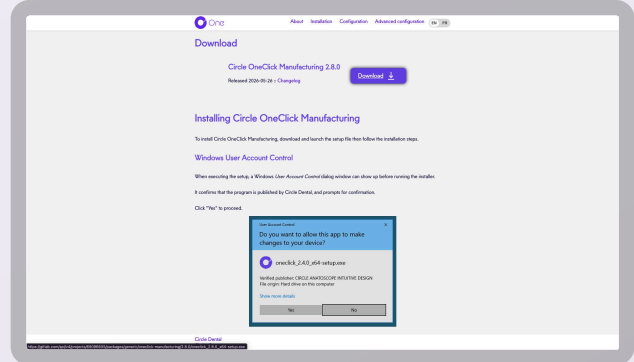 One
About Installation Configuration Advanced configuration EN FR
Download
Circle OneClick Manufacturing 2.8.0
Released 2026-05-26 :: Changelog
Download
Installing Circle OneClick Manufacturing
To install Circle OneClick Manufacturing, download and launch the setup file then follow the installation steps.
Windows User Account Control
When executing the setup, a Windows User Account Control dialog window can show up before running the installer.
It confirms that the program is published by Circle Dental, and prompts for confirmation.
Click "Yes" to proceed.
User Account Control
Do you want to allow this app to make
changes to your device?
oneclick_2.4.0_x64-setup.exe
Verified publisher: CIRCLE ANATOSCOPE INTUITIVE DESIGN
File origin: Hard drive on this computer
Show more details
Yes No
Circle Dental